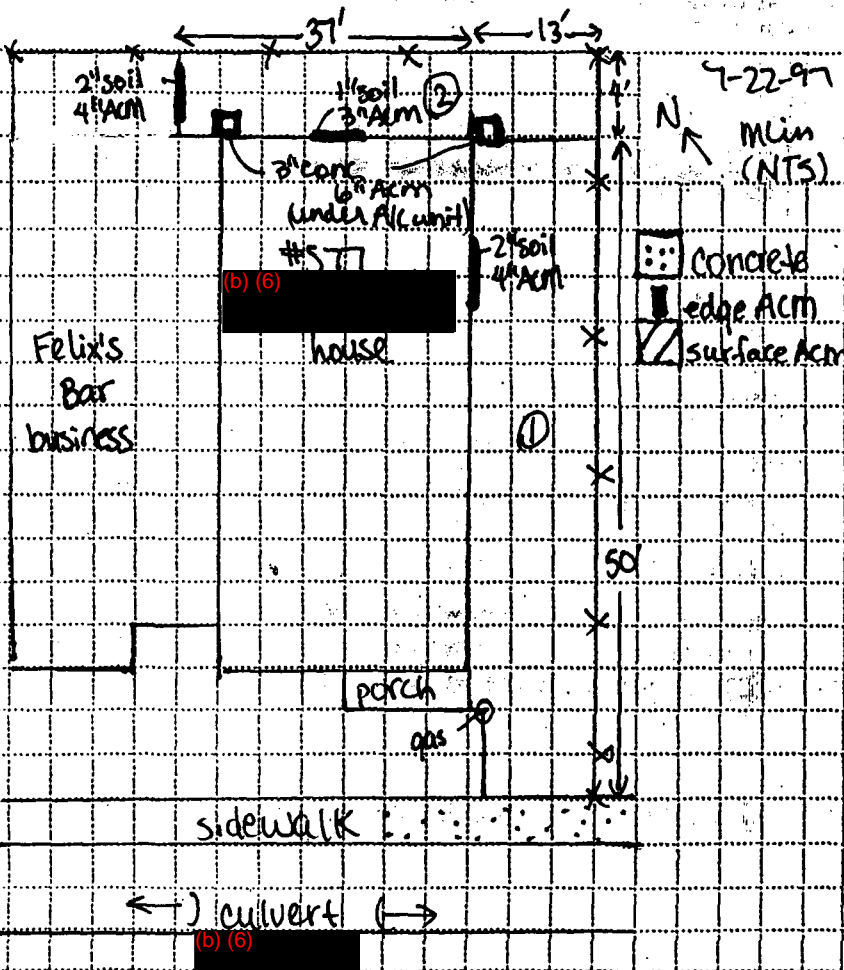 37'
13'
2" soil
4" ACM
1" soil
3" ACM
2
4'
7-22-97
N
mLin
(NTS)
3" conc
6" ACM
(under A/C unit)
#577
(b) (6)
house
2" soil
4" ACM
concrete
edge ACM
surface ACM
Felix's
Bar
business
1
50'
porch
gas
sidewalk
culvert
(b) (6)